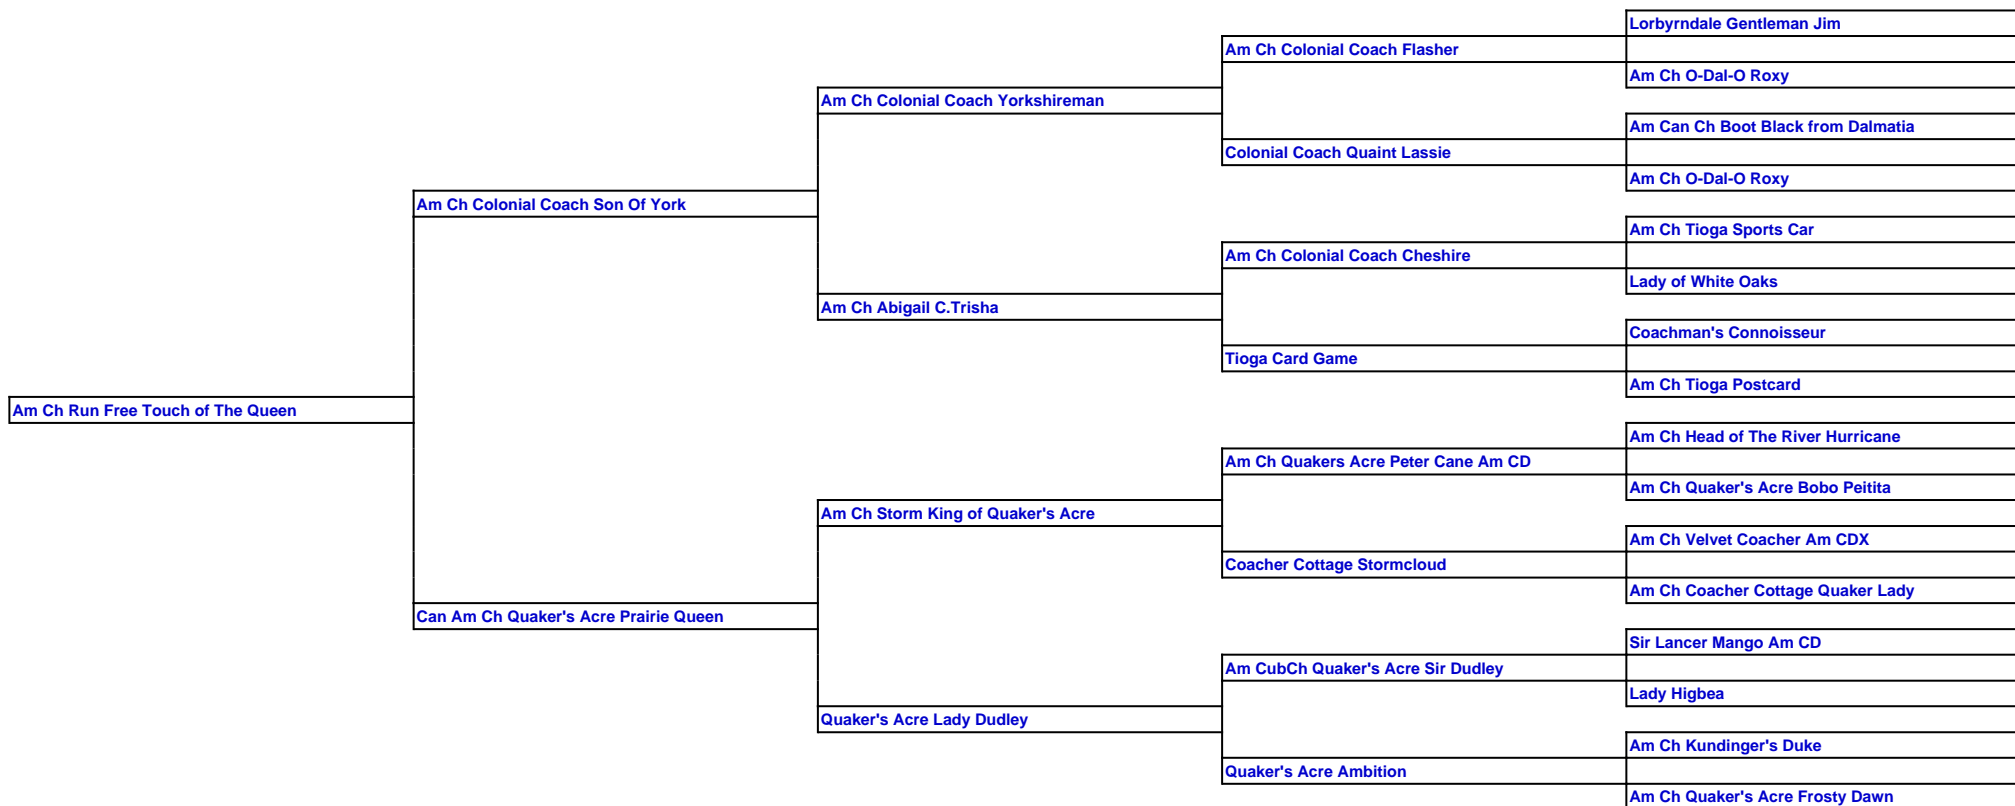 Lorbyrndale Gentleman Jim
Am Ch Colonial Coach Flasher
Am Ch O-Dal-O Roxy
Am Ch Colonial Coach Yorkshireman
Am Can Ch Boot Black from Dalmatia
Colonial Coach Quaint Lassie
Am Ch O-Dal-O Roxy
Am Ch Colonial Coach Son Of York
Am Ch Tioga Sports Car
Am Ch Colonial Coach Cheshire
Lady of White Oaks
Am Ch Abigail C.Trisha
Coachman's Connoisseur
Tioga Card Game
Am Ch Tioga Postcard
Am Ch Run Free Touch of The Queen
Am Ch Head of The River Hurricane
Am Ch Quakers Acre Peter Cane Am CD
Am Ch Quaker's Acre Bobo Peitita
Am Ch Storm King of Quaker's Acre
Am Ch Velvet Coacher Am CDX
Coacher Cottage Stormcloud
Am Ch Coacher Cottage Quaker Lady
Can Am Ch Quaker's Acre Prairie Queen
Sir Lancer Mango Am CD
Am CubCh Quaker's Acre Sir Dudley
Lady Higbea
Quaker's Acre Lady Dudley
Am Ch Kundinger's Duke
Quaker's Acre Ambition
Am Ch Quaker's Acre Frosty Dawn